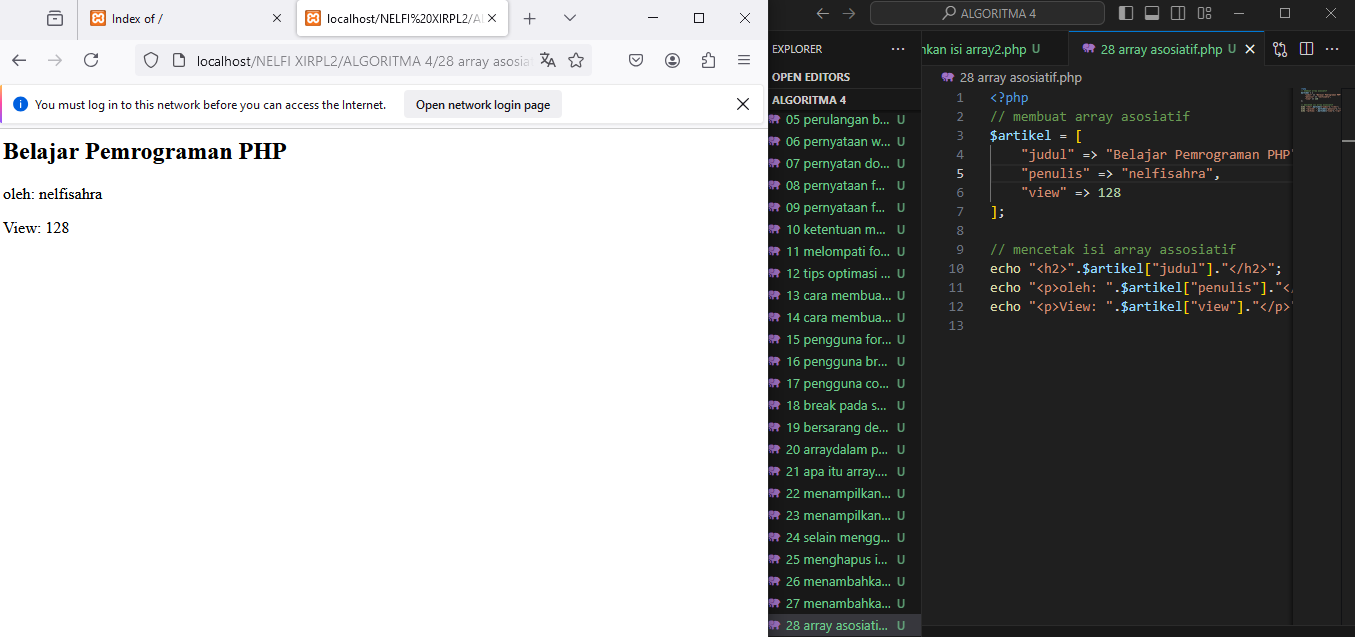 Index of /
localhost/NELFI%20XIRPL2/AL
localhost/NELFI XIRPL2/ALGORITMA 4/28 array asosia
You must log in to this network before you can access the Internet.
Open network login page
Belajar Pemrograman PHP
oleh: nelfisahra
View: 128
ALGORITMA 4
EXPLORER
nkan isi array2.php U
28 array asosiatif.php U
OPEN EDITORS
28 array asosiatif.php
ALGORITMA 4
05 perulangan b... U
06 pernyataan w... U
07 pernyatan do... U
08 pernyataan f... U
09 pernyataan f... U
10 ketentuan m... U
11 melompati fo... U
12 tips optimasi ... U
13 cara membua... U
14 cara membua... U
15 pengguna for... U
16 pengguna br... U
17 pengguna co... U
18 break pada s... U
19 bersarang de... U
20 arraydalam p... U
21 apa itu array.... U
22 menampilkan... U
23 menampilkan... U
24 selain mengg... U
25 menghapus i... U
26 menambahka... U
27 menambahka... U
28 array asosiati... U
1 <?php
2 // membuat array asosiatif
3 $artikel = [
4 "judul" => "Belajar Pemrograman PHP"
5 "penulis" => "nelfisahra",
6 "view" => 128
7 ];
8
9 // mencetak isi array assosiatif
10 echo "<h2>".$artikel["judul"]."</h2>";
11 echo "<p>oleh: ".$artikel["penulis"]."</
12 echo "<p>View: ".$artikel["view"]."</p>"
13